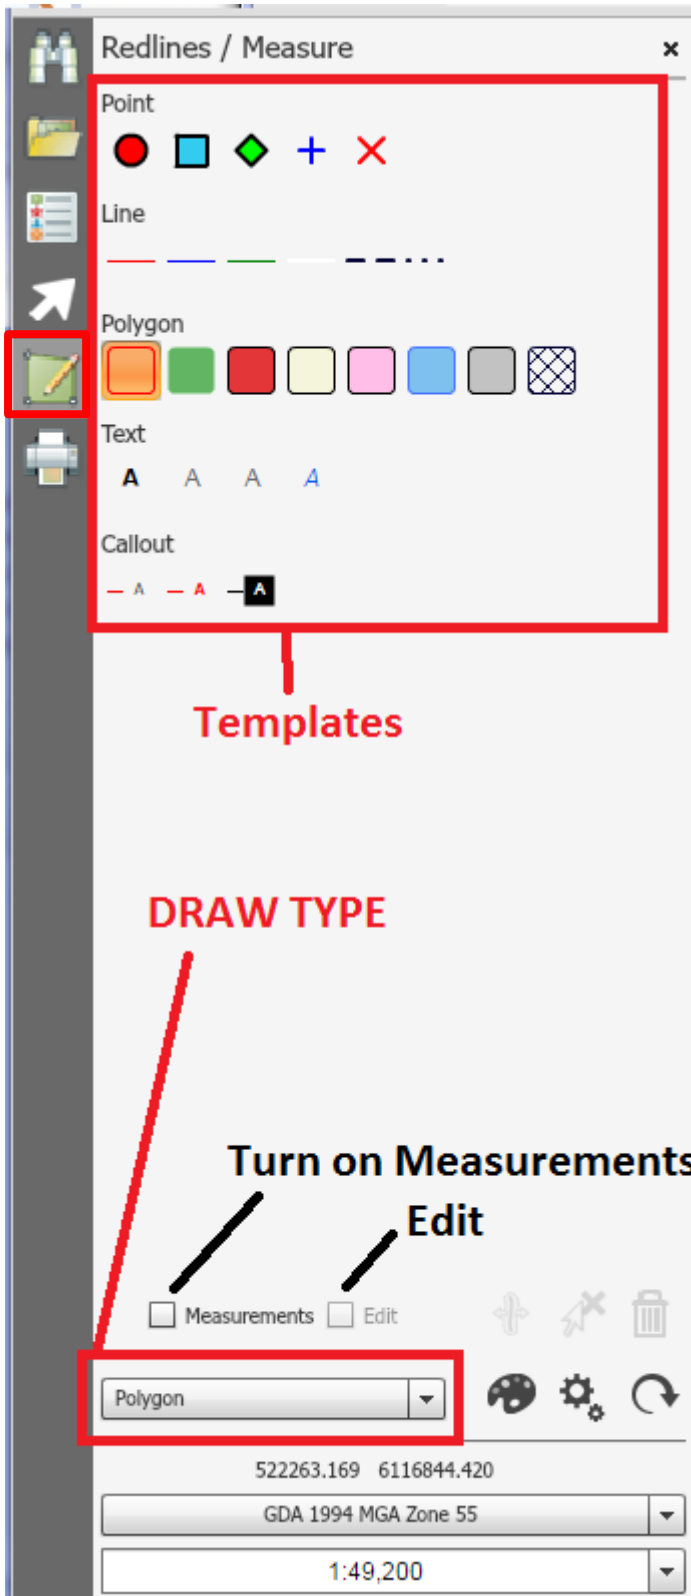 Redlines / Measure
Point
Line
Polygon
Text
A A A A
Callout
A A A
Templates
DRAW TYPE
Turn on Measurements
Edit
Measurements Edit
Polygon
522263.169 6116844.420
GDA 1994 MGA Zone 55
1:49,200